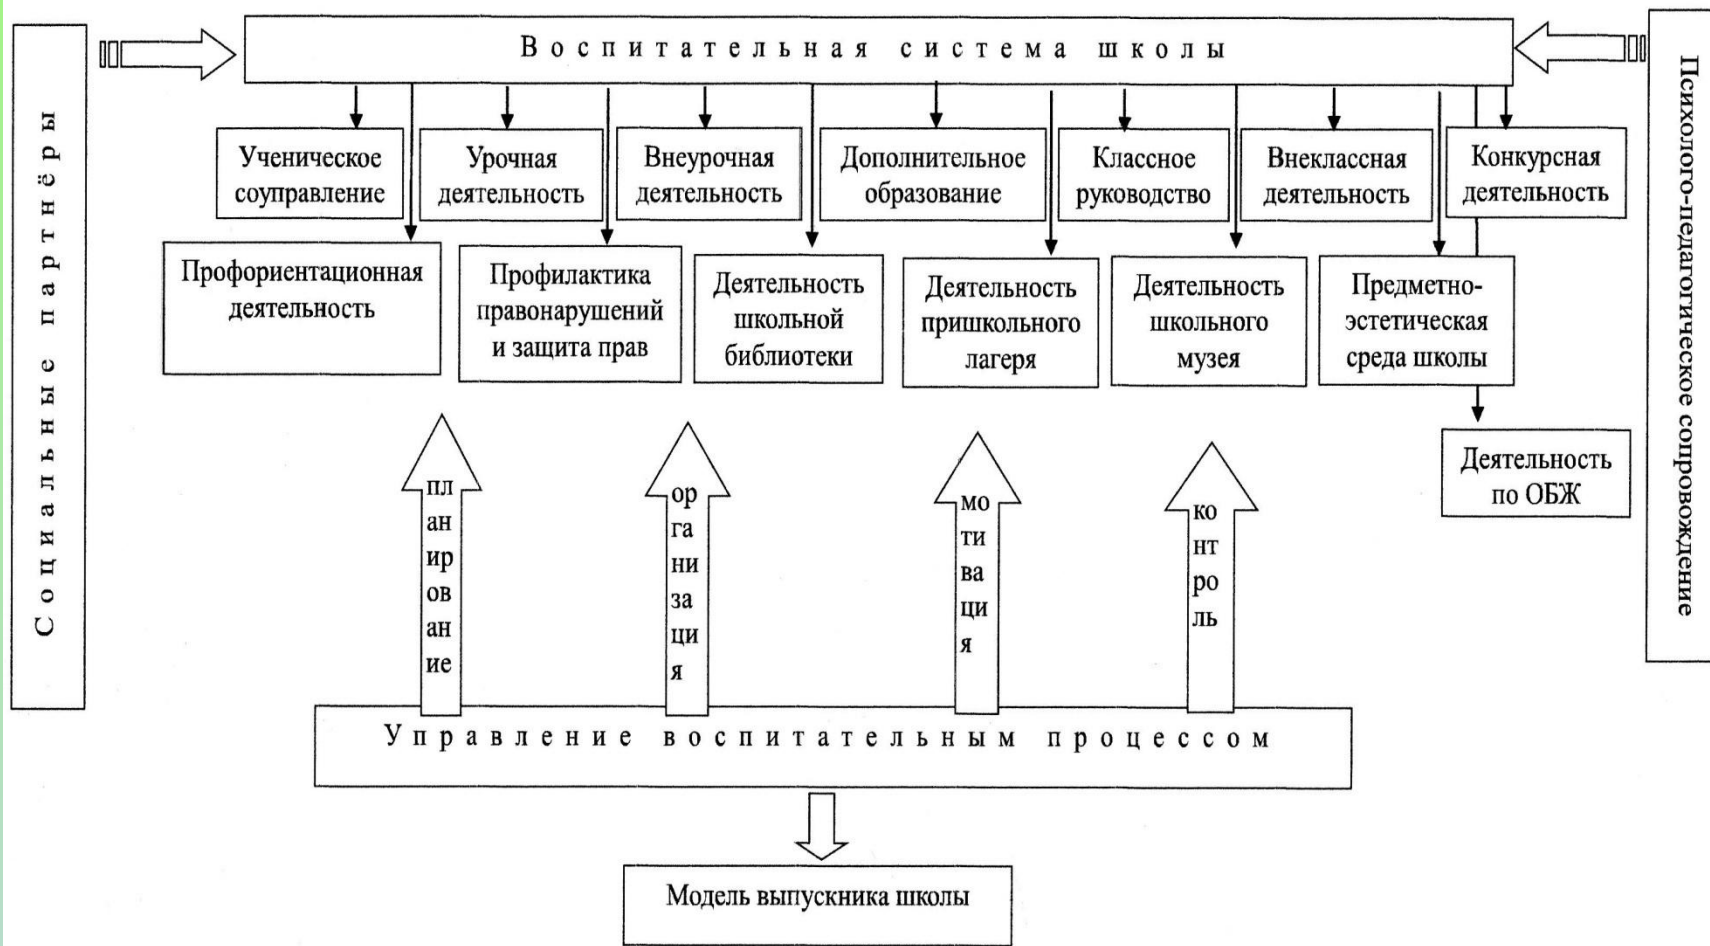 Социальные партнёры
Воспитательная система школы
Психолого-педагогическое сопровождение
Ученическое
соуправление
Урочная
деятельность
Внеурочная
деятельность
Дополнительное
образование
Классное
руководство
Внеклассная
деятельность
Конкурсная
деятельность
Профориентационная
деятельность
Профилактика
правонарушений
и защита прав
Деятельность
школьной
библиотеки
Деятельность
пришкольного
лагеря
Деятельность
школьного
музея
Предметно-
эстетическая
среда школы
Деятельность
по ОБЖ
пл
ан
ир
ов
ан
ие
ор
га
ни
за
ци
я
мо
ти
ва
ци
я
ко
нт
ро
ль
Управление воспитательным процессом
Модель выпускника школы